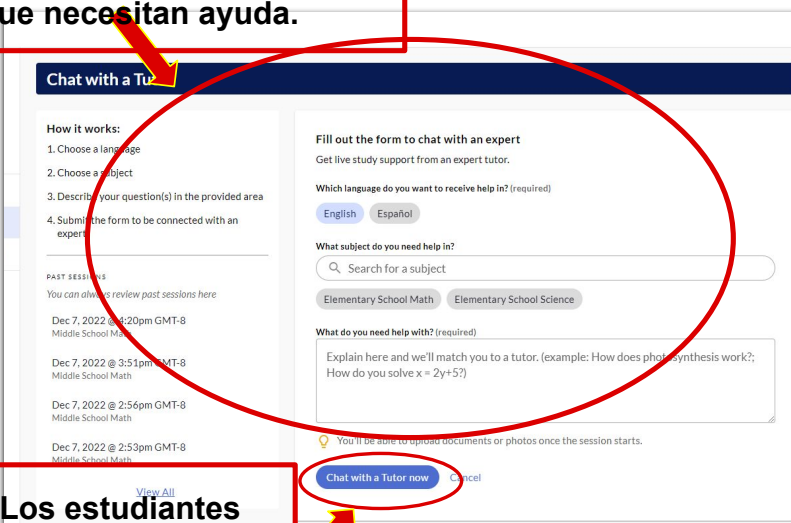 ue necesitan ayuda.
Chat with a Tutor
How it works:
1. Choose a language
2. Choose a subject
3. Describe your question(s) in the provided area
4. Submit the form to be connected with an
expert
PAST SESSIONS
You can always review past sessions here
Dec 7, 2022 @ 4:20pm GMT-8
Middle School Math
Dec 7, 2022 @ 3:51pm GMT-8
Middle School Math
Dec 7, 2022 @ 2:56pm GMT-8
Middle School Math
Dec 7, 2022 @ 2:53pm GMT-8
Middle School Math
View All
Los estudiantes
Fill out the form to chat with an expert
Get live study support from an expert tutor.
Which language do you want to receive help in? (required)
English Español
What subject do you need help in?
Search for a subject
Elementary School Math Elementary School Science
What do you need help with? (required)
Explain here and we'll match you to a tutor. (example: How does photosynthesis work?;
How do you solve x = 2y+5?)
You'll be able to upload documents or photos once the session starts.
Chat with a Tutor now Cancel